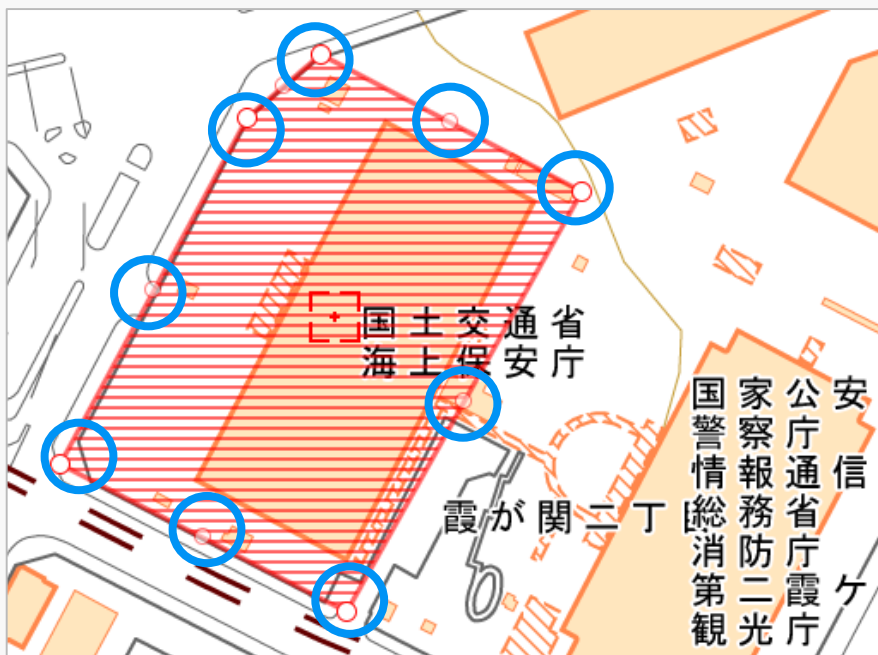 国土交通省
海上保安庁
霞が関二丁
国家公安
警察庁
情報通信
総務省
消防庁
第二霞ケ
観光庁